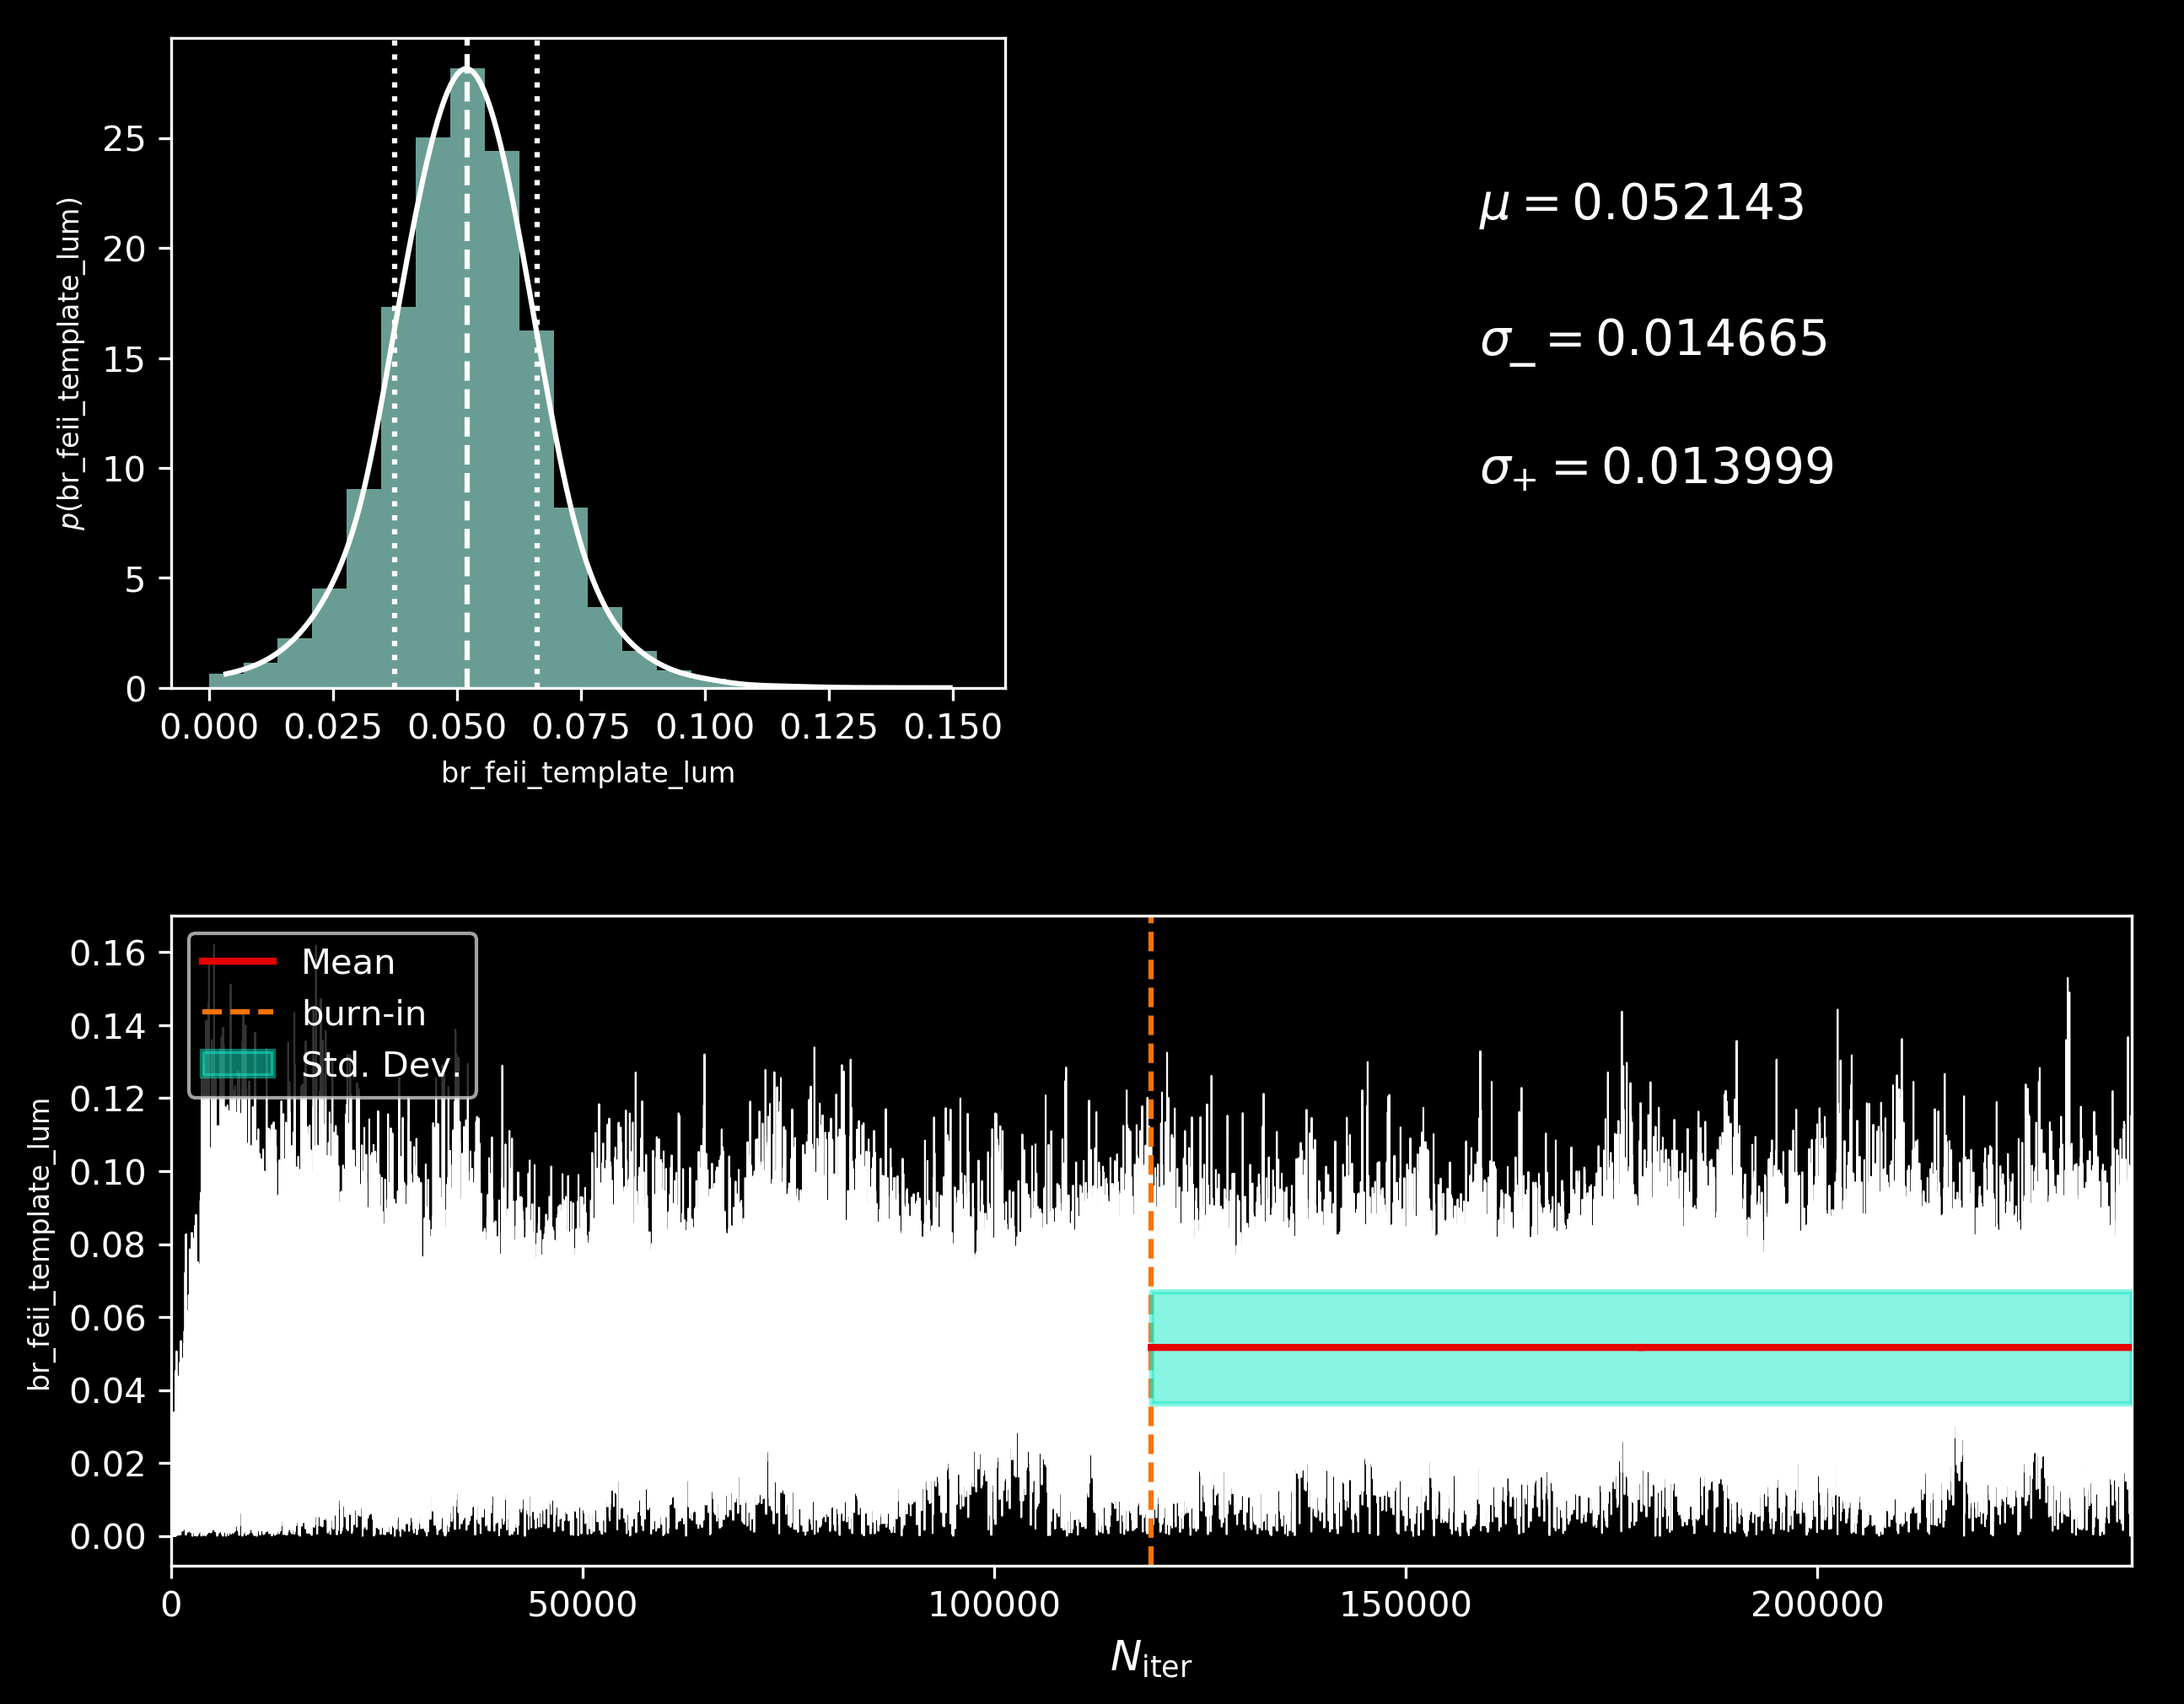 p(br_feii_template_lum)
25
20
15
10
5
0
0.000 0.025 0.050 0.075 0.100 0.125 0.150
br_feii_template_lum
μ = 0.052143
σ_− = 0.014665
σ_+ = 0.013999
br_feii_template_lum
0.16
0.14
0.12
0.10
0.08
0.06
0.04
0.02
0.00
Mean
burn-in
Std. Dev.
0 50000 100000 150000 200000
N_iter